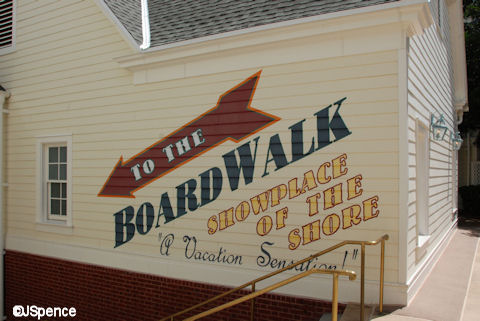 TO THE
BOARDWALK
SHOWPLACE
OF THE
SHORE
"A Vacation Sensation!"
©JSpence